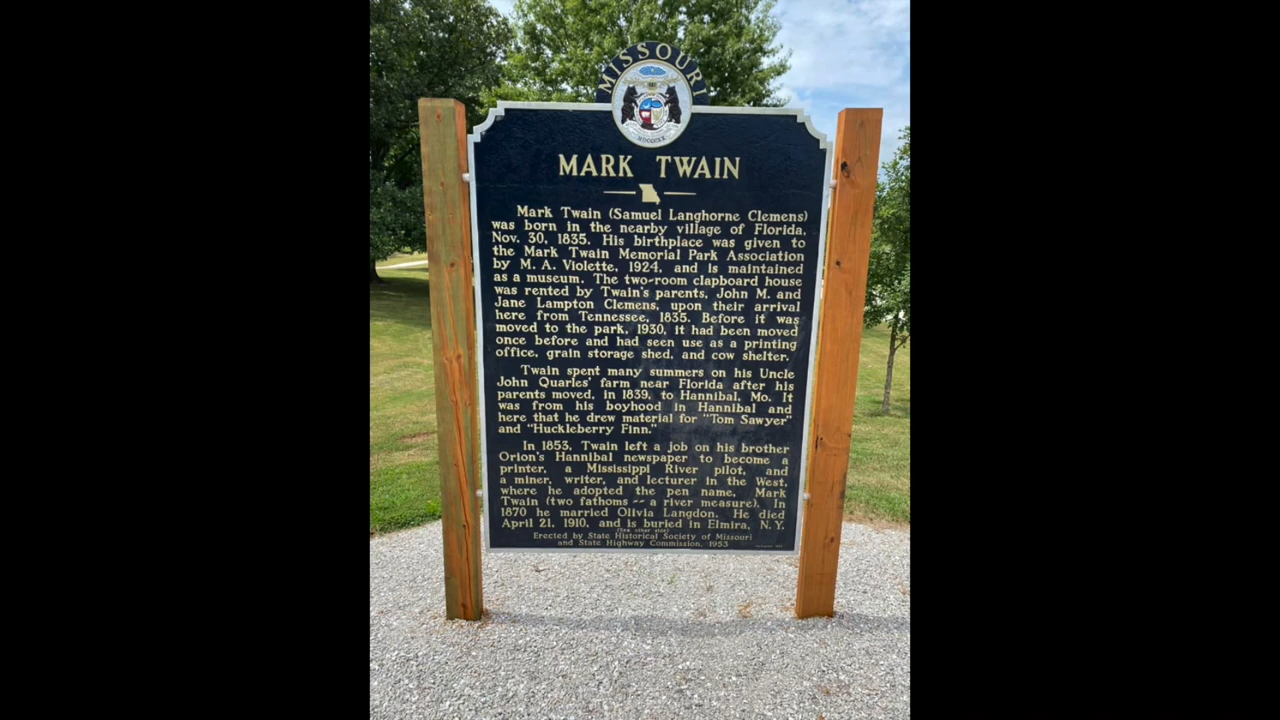 MISSOURI
MARK TWAIN
Mark Twain (Samuel Langhorne Clemens)
was born in the nearby village of Florida,
Nov. 30, 1835. His birthplace was given to
the Mark Twain Memorial Park Association
by M. A. Violette, 1924, and is maintained
as a museum. The two-room clapboard house
was rented by Twain's parents, John M. and
Jane Lampton Clemens, upon their arrival
here from Tennessee, 1835. Before it was
moved to the park, 1930, it had been moved
once before and had seen use as a printing
office, grain storage shed, and cow shelter.
Twain spent many summers on his Uncle
John Quarles' farm near Florida after his
parents moved, in 1839, to Hannibal, Mo. It
was from his boyhood in Hannibal and
here that he drew material for "Tom Sawyer"
and "Huckleberry Finn."
In 1853, Twain left a job on his brother
Orion's Hannibal newspaper to become a
printer, a Mississippi River pilot, and
a miner, writer, and lecturer in the West,
where he adopted the pen name, Mark
Twain (two fathoms -- a river measure). In
1870 he married Olivia Langdon. He died
April 21, 1910, and is buried in Elmira, N.Y.
(See other side)
Erected by State Historical Society of Missouri
and State Highway Commission, 1953